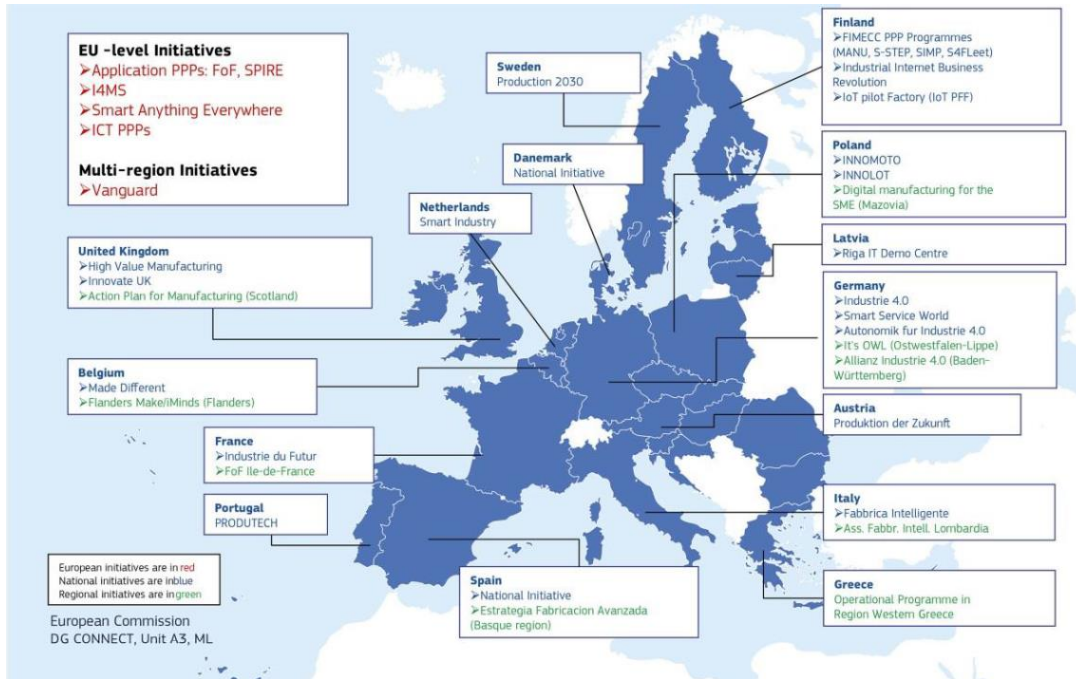 EU -level Initiatives
➢Application PPPs: FoF, SPIRE
➢I4MS
➢Smart Anything Everywhere
➢ICT PPPs
Multi-region Initiatives
➢Vanguard
Sweden
Production 2030
Finland
➢FIMECC PPP Programmes
(MANU, S-STEP, SIMP, S4FLeet)
➢Industrial Internet Business
Revolution
➢IoT pilot Factory (IoT PFF)
Danemark
National Initiative
Poland
➢INNOMOTO
➢INNOLOT
➢Digital manufacturing for the
SME (Mazovia)
Netherlands
Smart Industry
United Kingdom
➢High Value Manufacturing
➢Innovate UK
➢Action Plan for Manufacturing (Scotland)
Latvia
➢Riga IT Demo Centre
Germany
➢Industrie 4.0
➢Smart Service World
➢Autonomik fur Industrie 4.0
➢It's OWL (Ostwestfalen-Lippe)
➢Allianz Industrie 4.0 (Baden-
Württemberg)
Belgium
➢Made Different
➢Flanders Make/iMinds (Flanders)
Austria
Produktion der Zukunft
France
➢Industrie du Futur
➢FoF Ile-de-France
Portugal
PRODUTECH
Italy
➢Fabbrica Intelligente
➢Ass. Fabbr. Intell. Lombardia
Spain
➢National Initiative
➢Estrategia Fabricacion Avanzada
(Basque region)
Greece
Operational Programme in
Region Western Greece
European initiatives are in red
National initiatives are inblue
Regional initiatives are in green
European Commission
DG CONNECT, Unit A3, ML